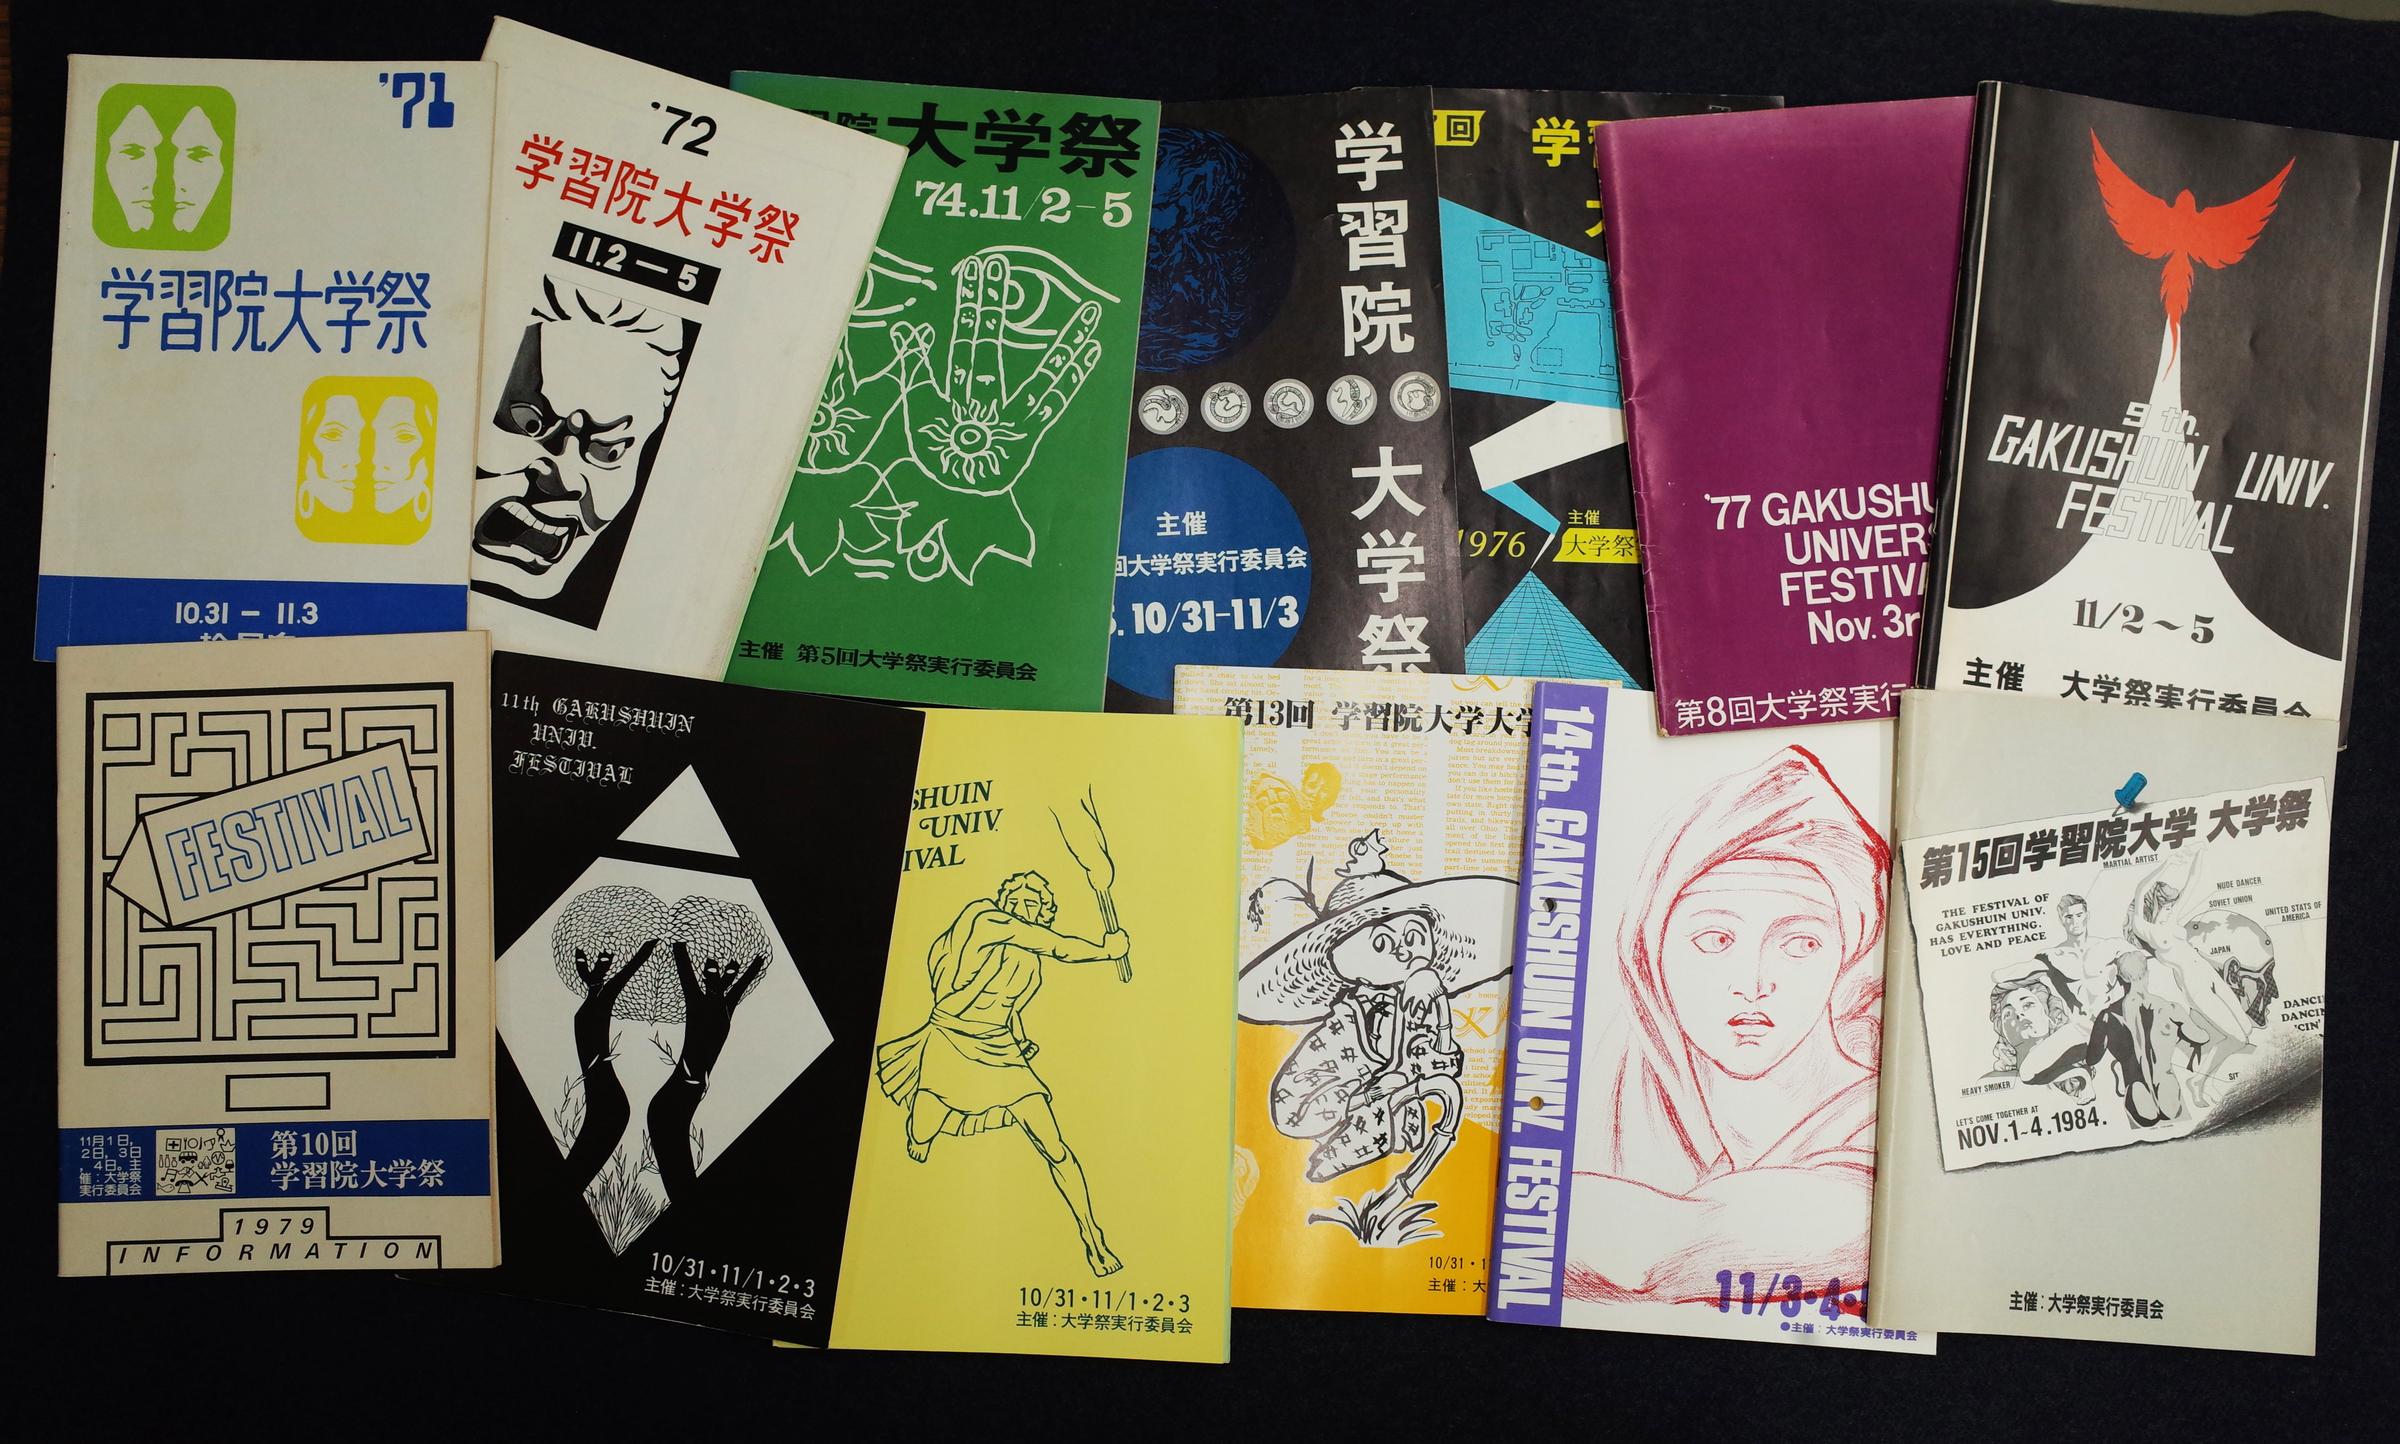 '71
学習院大学祭
10.31 — 11.3
'72
学習院大学祭
11.2 — 5
大学祭
'74.11/2-5
主催 第5回大学祭実行委員会
学習院
大学祭
主催
回大学祭実行委員会
10/31-11/3
回
学
1976
主催
大学祭
'77 GAKUSHU
UNIVERS
FESTIVA
Nov. 3r
第8回大学祭実行
9th.
GAKUSHUIN UNIV.
FESTIVAL
11/2〜5
主催 大学祭実行委員会
FESTIVAL
11月1日,
2日, 3日
, 4日。主
催:大学祭
実行委員会
第10回
学習院大学祭
1979
INFORMATION
11th GAKUSHUIN
UNIV.
FESTIVAL
10/31・11/1・2・3
主催:大学祭実行委員会
SHUIN
UNIV.
IVAL
10/31・11/1・2・3
主催:大学祭実行委員会
第13回 学習院大学大学
10/31・1
主催:大
14th. GAKUSHUIN UNIV. FESTIVAL
11/3・4・
●主催:大学祭実行委員会
第15回学習院大学 大学祭
MARTIAL ARTIST
THE FESTIVAL OF
GAKUSHUIN UNIV.
HAS EVERYTHING.
LOVE AND PEACE
NUDE DANCER
SOVIET UNION
UNITED STATS OF
AMERICA
JAPAN
DANCI
DANCIN
'CIN'
HEAVY SMOKER
SIT
LET'S COME TOGETHER AT
NOV.1-4.1984.
主催:大学祭実行委員会